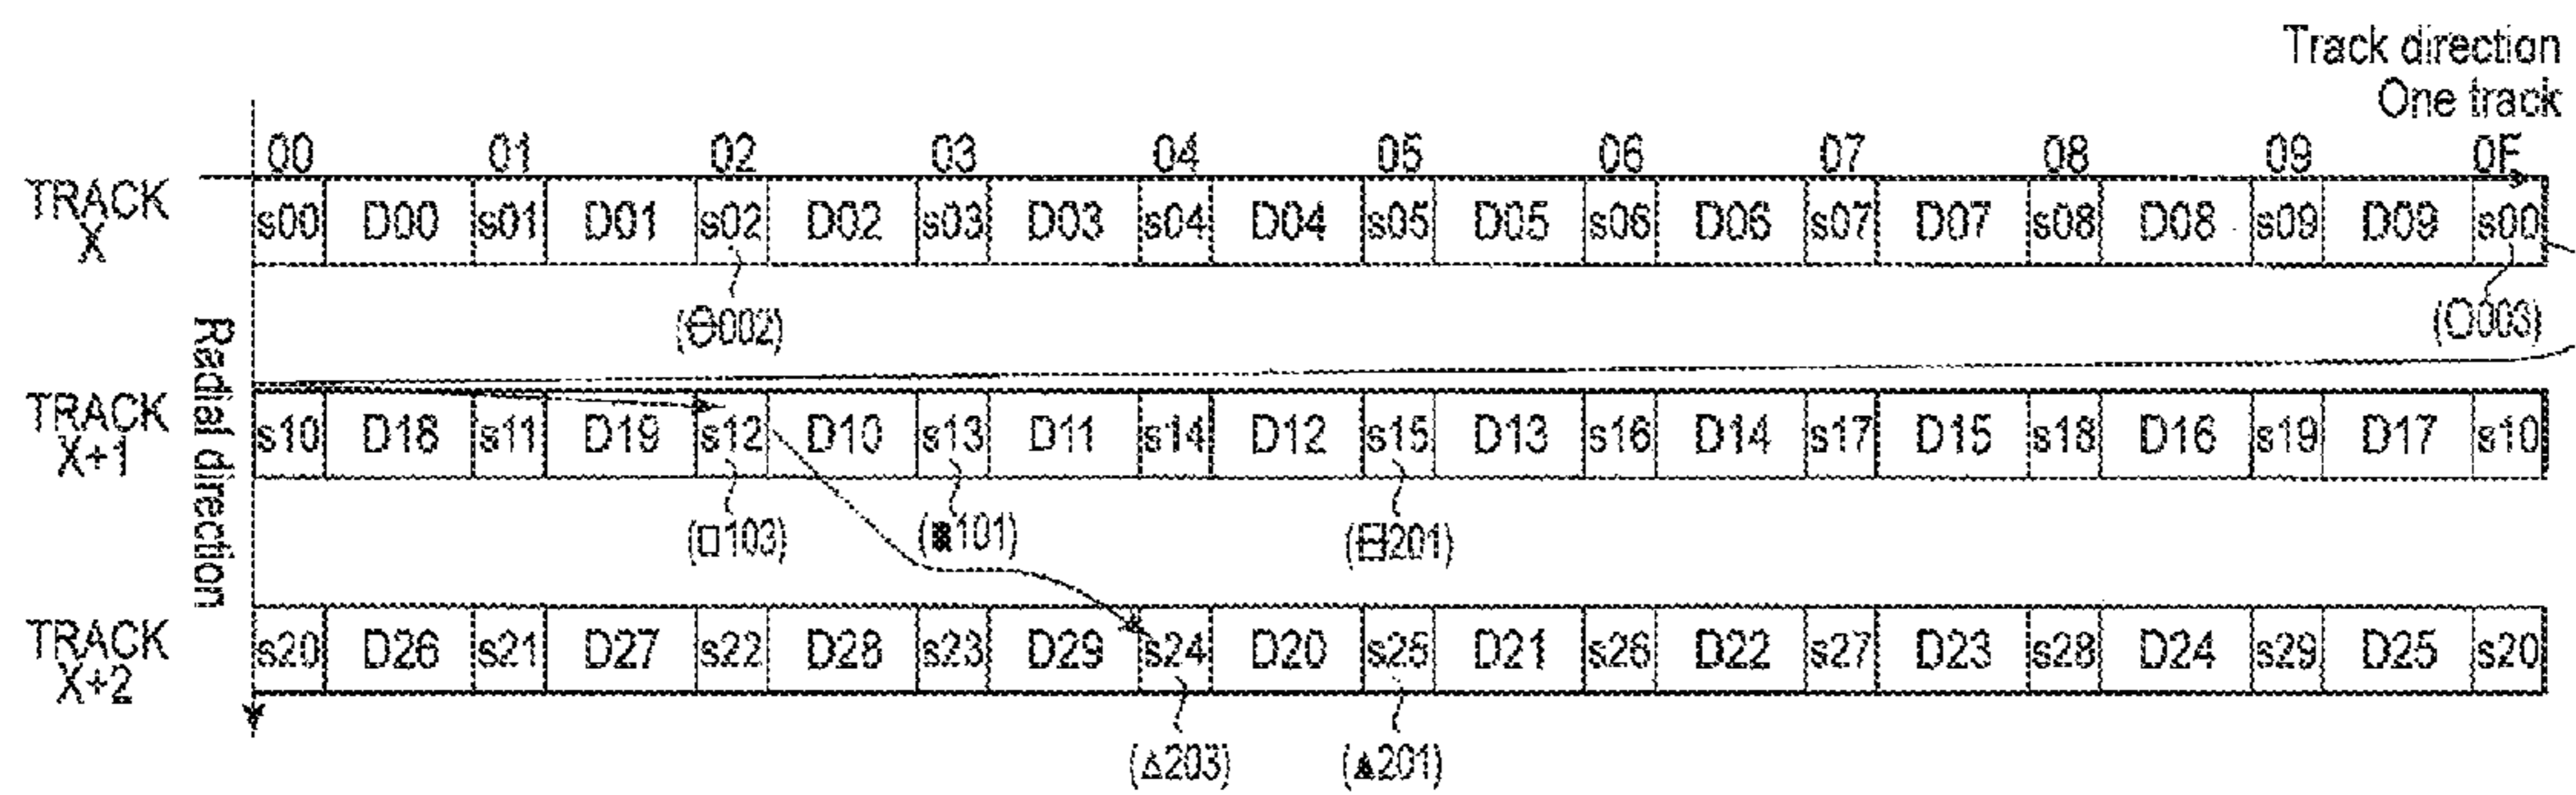 Track direction
One track
00 01 02 03 04 05 06 07 08 09 0F
TRACK X
s00 D00 s01 D01 s02 D02 s03 D03 s04 D04 s05 D05 s06 D06 s07 D07 s08 D08 s09 D09 s00
(⊖002) (○003)
Radial direction
TRACK X+1
s10 D18 s11 D19 s12 D10 s13 D11 s14 D12 s15 D13 s16 D14 s17 D15 s18 D16 s19 D17 s10
(□103) (■101) (⊟201)
TRACK X+2
s20 D26 s21 D27 s22 D28 s23 D29 s24 D20 s25 D21 s26 D22 s27 D23 s28 D24 s29 D25 s20
(△203) (▲201)